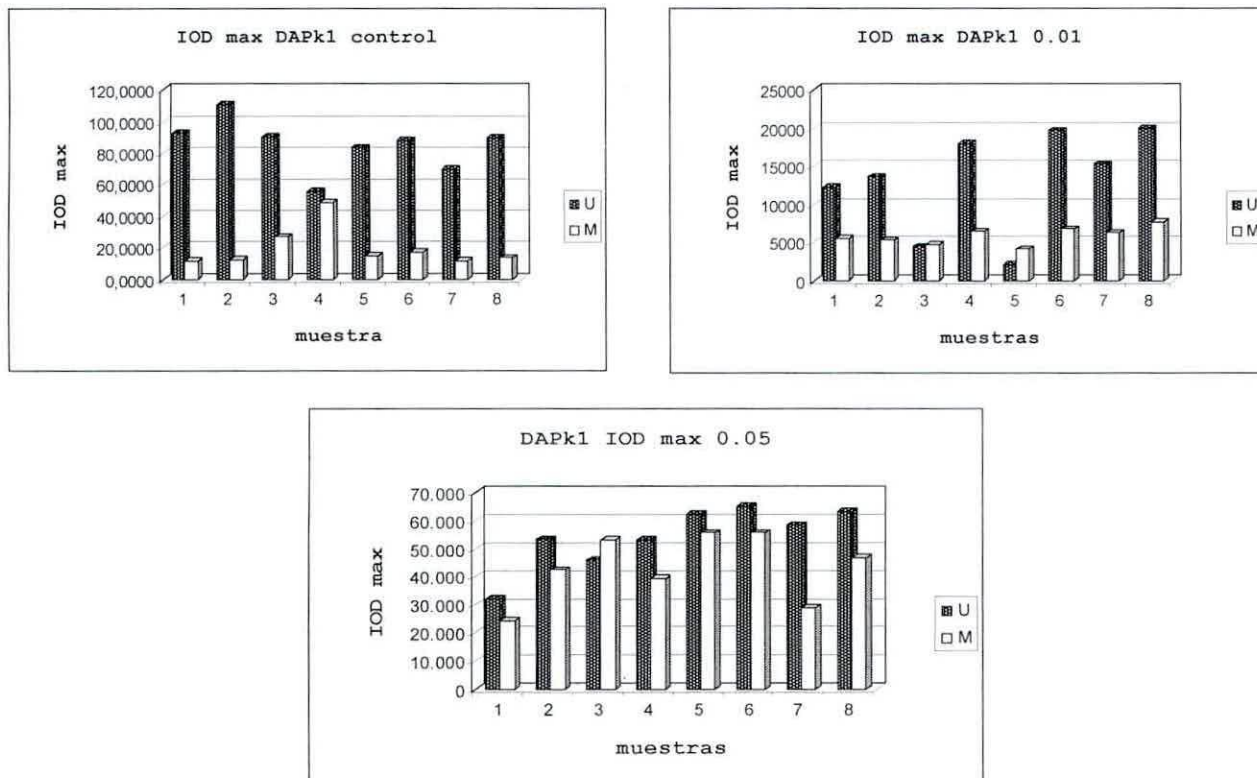 IOD max DAPk1 control
120,0000
100,0000
80,0000
60,0000
40,0000
20,0000
0,0000
IOD max
1 2 3 4 5 6 7 8
muestra
U
M
IOD max DAPk1 0.01
25000
20000
15000
10000
5000
0
IOD max
1 2 3 4 5 6 7 8
muestras
U
M
DAPk1 IOD max 0.05
70.000
60.000
50.000
40.000
30.000
20.000
10.000
0
IOD max
1 2 3 4 5 6 7 8
muestras
U
M